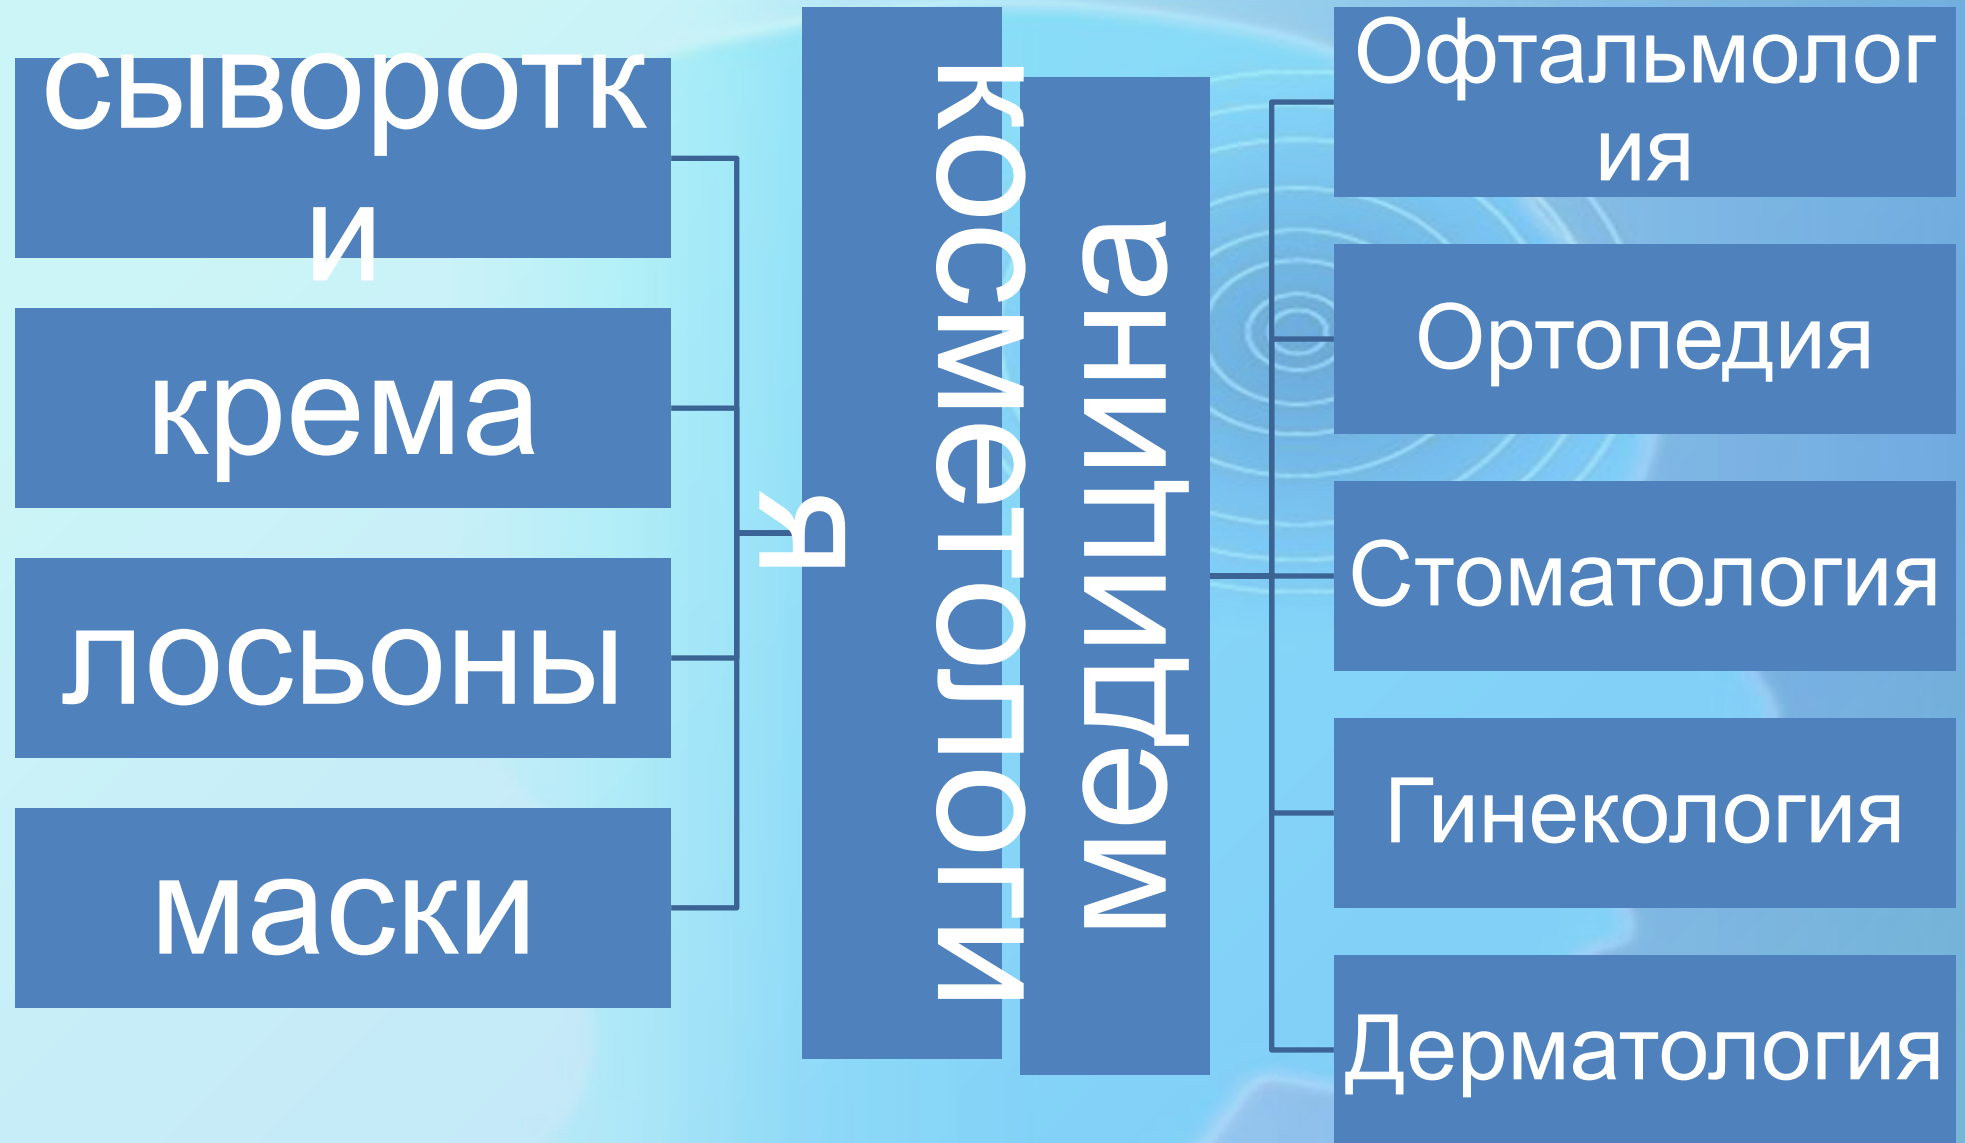 сыворотк
и
крема
лосьоны
маски
косметологи
я
медицина
Офтальмолог
ия
Ортопедия
Стоматология
Гинекология
Дерматология